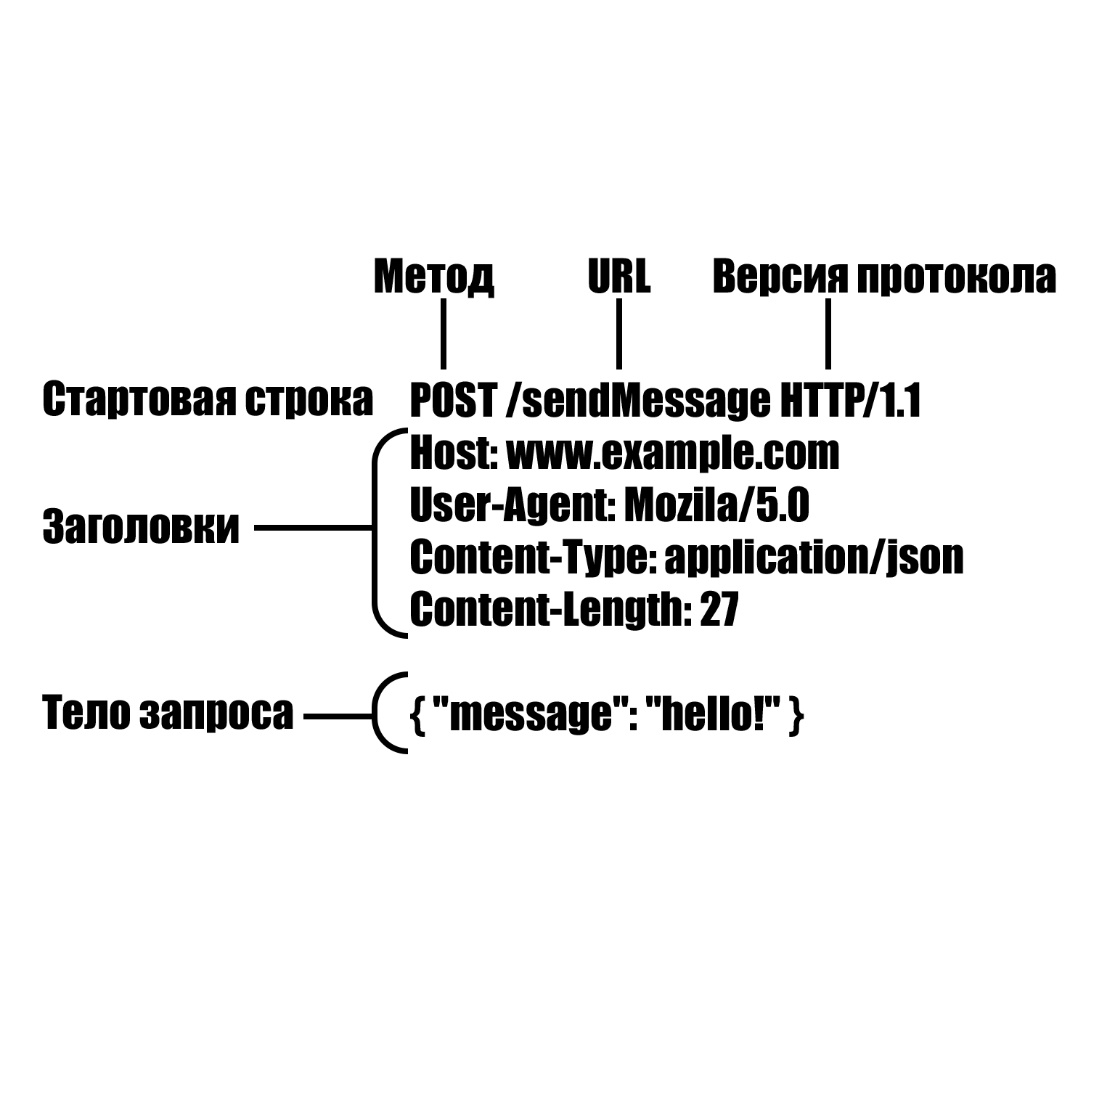 Метод URL Версия протокола
Стартовая строка POST /sendMessage HTTP/1.1
Host: www.example.com
User-Agent: Mozila/5.0
Заголовки
Content-Type: application/json
Content-Length: 27
Тело запроса { "message": "hello!" }